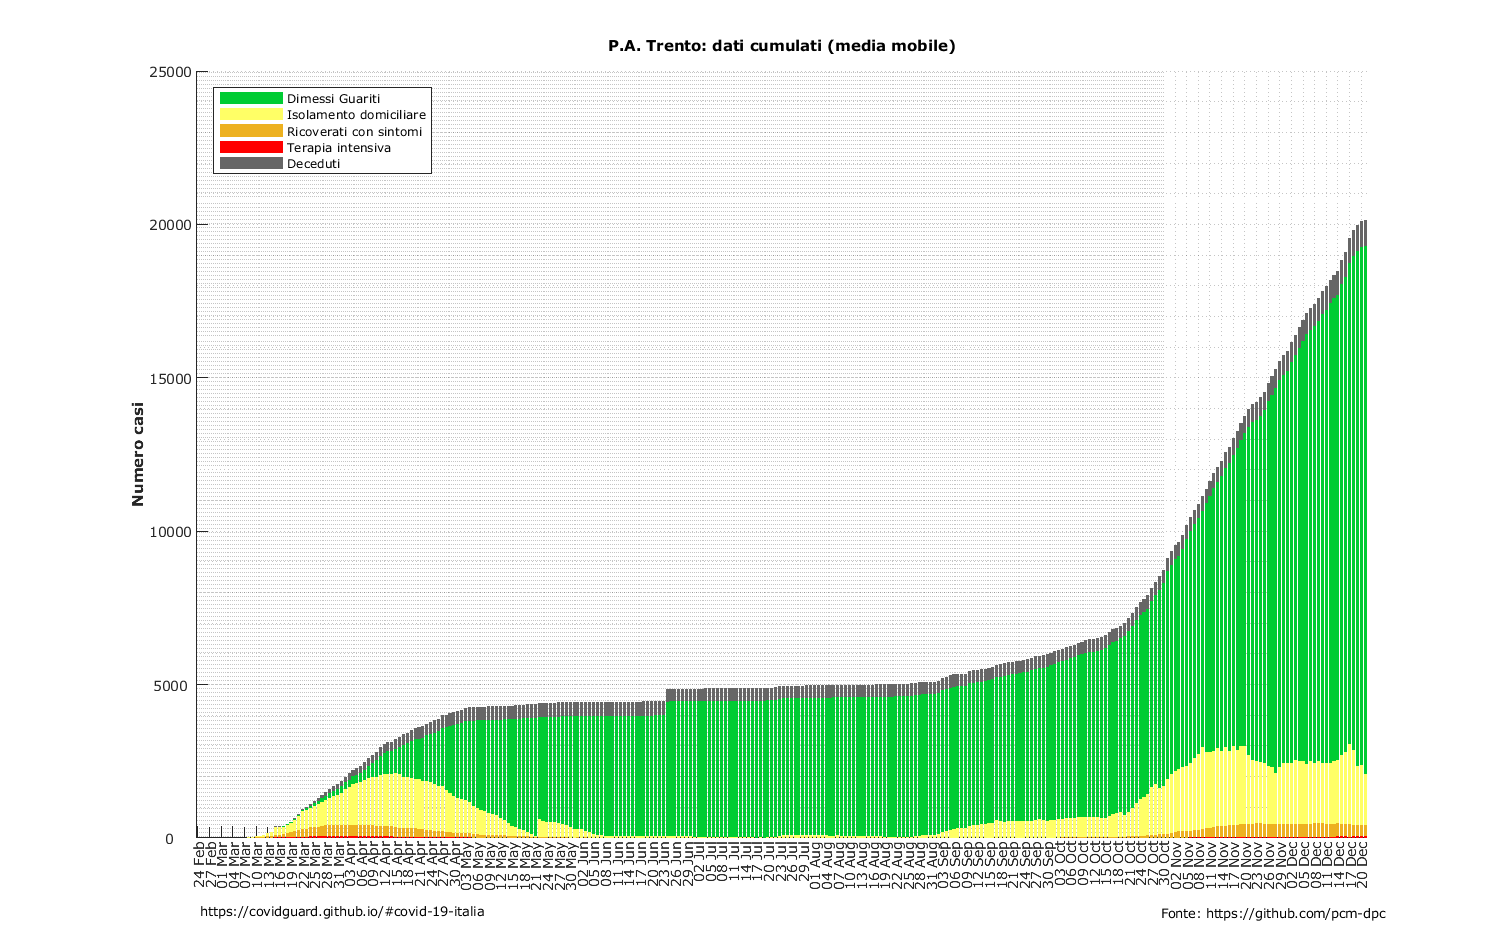 P.A. Trento: dati cumulati (media mobile)
25000
20000
15000
10000
5000
0
Numero casi
Dimessi Guariti
Isolamento domiciliare
Ricoverati con sintomi
Terapia intensiva
Deceduti
24 Feb
27 Feb
01 Mar
04 Mar
07 Mar
10 Mar
13 Mar
16 Mar
19 Mar
22 Mar
25 Mar
28 Mar
31 Mar
03 Apr
06 Apr
09 Apr
12 Apr
15 Apr
18 Apr
21 Apr
24 Apr
27 Apr
30 Apr
03 May
06 May
09 May
12 May
15 May
18 May
21 May
24 May
27 May
30 May
02 Jun
05 Jun
08 Jun
11 Jun
14 Jun
17 Jun
20 Jun
23 Jun
26 Jun
29 Jun
02 Jul
05 Jul
08 Jul
11 Jul
14 Jul
17 Jul
20 Jul
23 Jul
26 Jul
29 Jul
01 Aug
04 Aug
07 Aug
10 Aug
13 Aug
16 Aug
19 Aug
22 Aug
25 Aug
28 Aug
31 Aug
03 Sep
06 Sep
09 Sep
12 Sep
15 Sep
18 Sep
21 Sep
24 Sep
27 Sep
30 Sep
03 Oct
06 Oct
09 Oct
12 Oct
15 Oct
18 Oct
21 Oct
24 Oct
27 Oct
30 Oct
02 Nov
05 Nov
08 Nov
11 Nov
14 Nov
17 Nov
20 Nov
23 Nov
26 Nov
29 Nov
02 Dec
05 Dec
08 Dec
11 Dec
14 Dec
17 Dec
20 Dec
https://covidguard.github.io/#covid-19-italia
Fonte: https://github.com/pcm-dpc